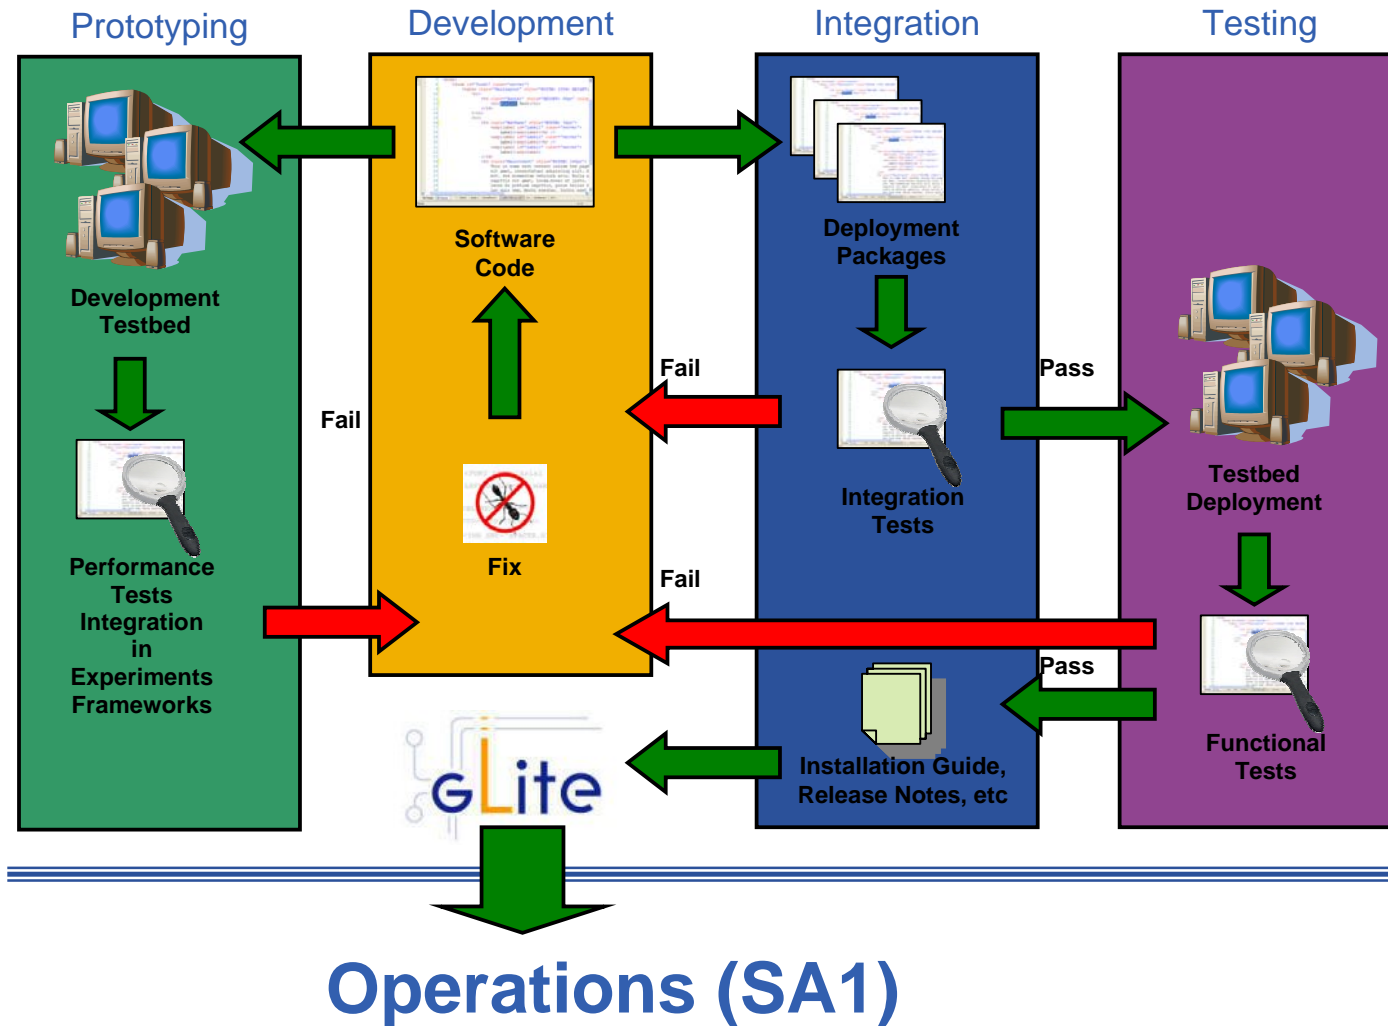 Prototyping
Development
Integration
Testing
Software
Code
Deployment
Packages
Development
Testbed
Fail
Fail
Pass
Integration
Tests
Testbed
Deployment
Performance
Tests
Integration
in
Experiments
Frameworks
Fix
Fail
Pass
Installation Guide,
Release Notes, etc
Functional
Tests
gLite
Operations (SA1)